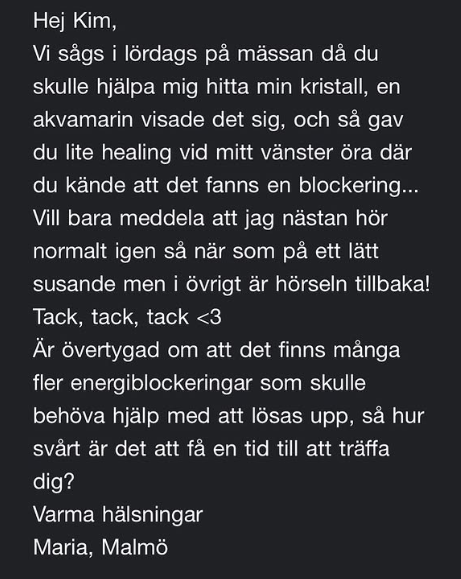 Hej Kim,
Vi sågs i lördags på mässan då du
skulle hjälpa mig hitta min kristall, en
akvamarin visade det sig, och så gav
du lite healing vid mitt vänster öra där
du kände att det fanns en blockering...
Vill bara meddela att jag nästan hör
normalt igen så när som på ett lätt
susande men i övrigt är hörseln tillbaka!
Tack, tack, tack <3
Är övertygad om att det finns många
fler energiblockeringar som skulle
behöva hjälp med att lösas upp, så hur
svårt är det att få en tid till att träffa
dig?
Varma hälsningar
Maria, Malmö